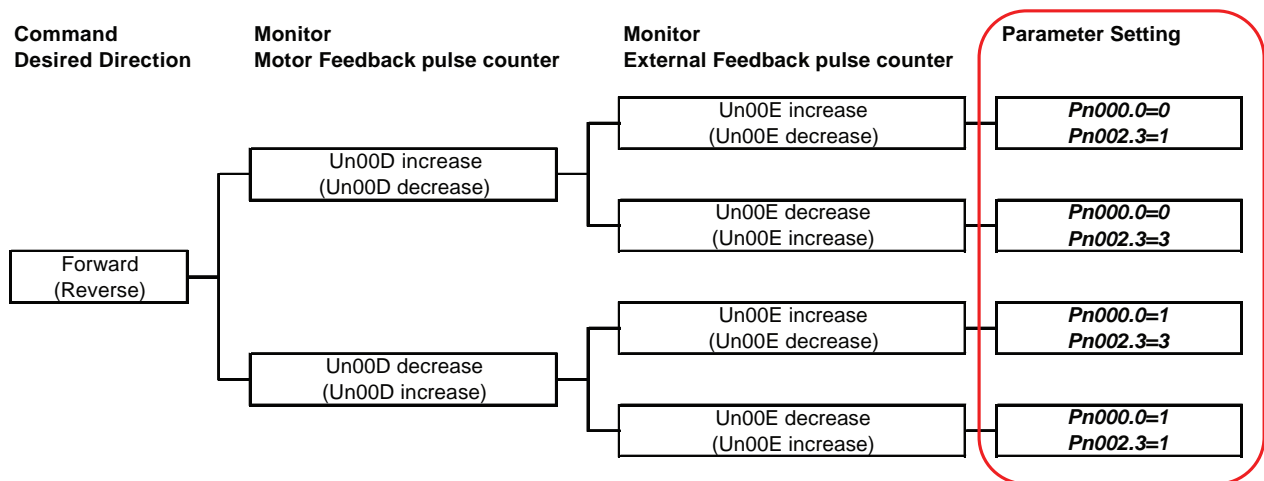 Command
Desired Direction
Monitor
Motor Feedback pulse counter
Monitor
External Feedback pulse counter
Parameter Setting
Forward
(Reverse)
Un00D increase
(Un00D decrease)
Un00E increase
(Un00E decrease)
Pn000.0=0
Pn002.3=1
Un00E decrease
(Un00E increase)
Pn000.0=0
Pn002.3=3
Un00D decrease
(Un00D increase)
Un00E increase
(Un00E decrease)
Pn000.0=1
Pn002.3=3
Un00E decrease
(Un00E increase)
Pn000.0=1
Pn002.3=1